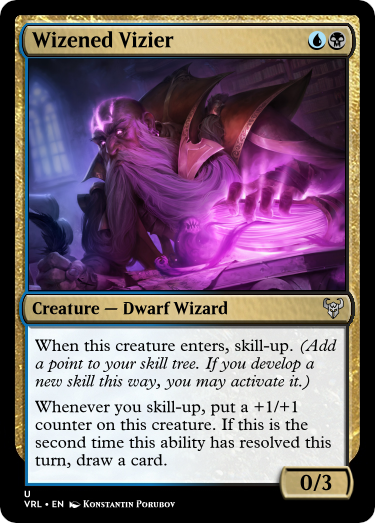 Wizened Vizier
Creature — Dwarf Wizard
When this creature enters, skill-up. (Add
a point to your skill tree. If you develop
a new skill this way, you may activate it.)
Whenever you skill-up, put a +1/+1
counter on this creature. If this is the
second time this ability has resolved this
turn, draw a card.
0/3
U
VRL • EN Konstantin Porubov